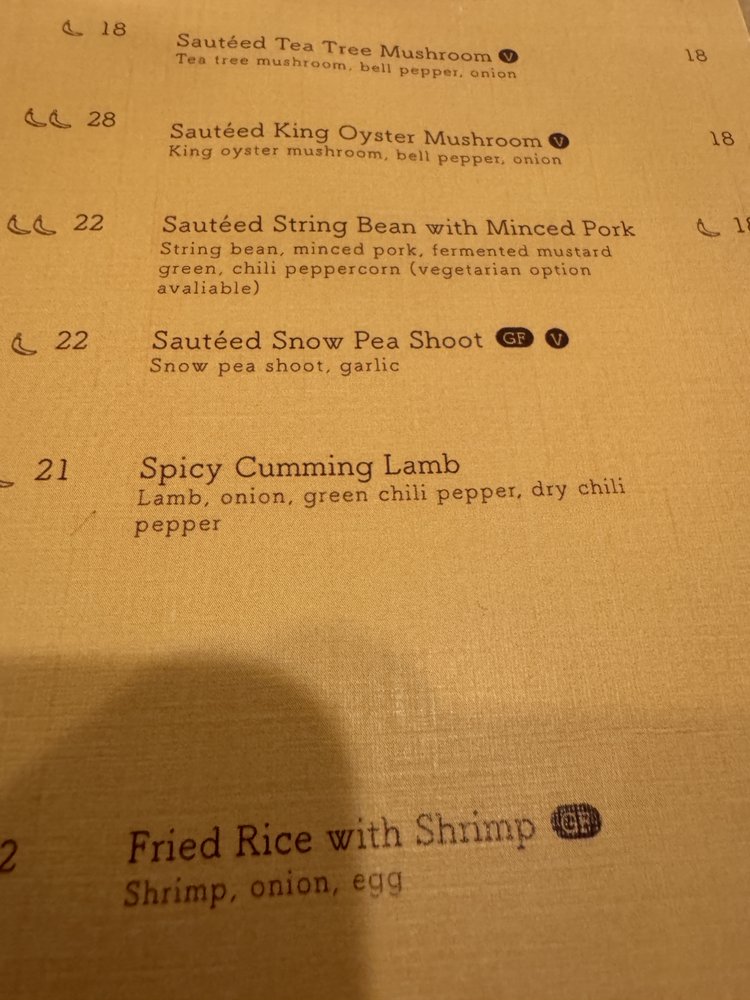 18
Sautéed Tea Tree Mushroom V
18
Tea tree mushroom, bell pepper, onion
28
Sautéed King Oyster Mushroom V
18
King oyster mushroom, bell pepper, onion
22
Sautéed String Bean with Minced Pork
String bean, minced pork, fermented mustard
green, chili peppercorn (vegetarian option
avaliable)
22
Sautéed Snow Pea Shoot GF V
Snow pea shoot, garlic
21
Spicy Cumming Lamb
Lamb, onion, green chili pepper, dry chili
pepper
2
Fried Rice with Shrimp GF
Shrimp, onion, egg